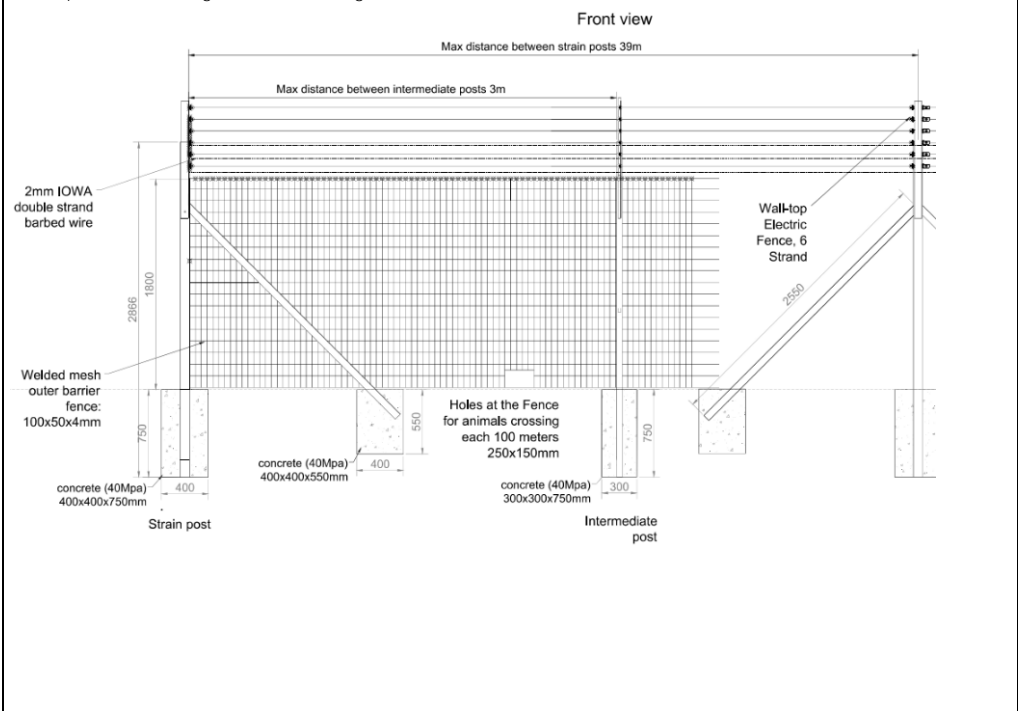 Front view
Max distance between strain posts 39m
Max distance between intermediate posts 3m
2mm IOWA
double strand
barbed wire
Wall-top
Electric
Fence, 6
Strand
2866
1800
2550
Welded mesh
outer barrier
fence:
100x50x4mm
Holes at the Fence
for animals crossing
each 100 meters
250x150mm
750
550
750
concrete (40Mpa)
400x400x550mm
400
concrete (40Mpa)
400x400x750mm
400
concrete (40Mpa)
300x300x750mm
300
Strain post
Intermediate
post